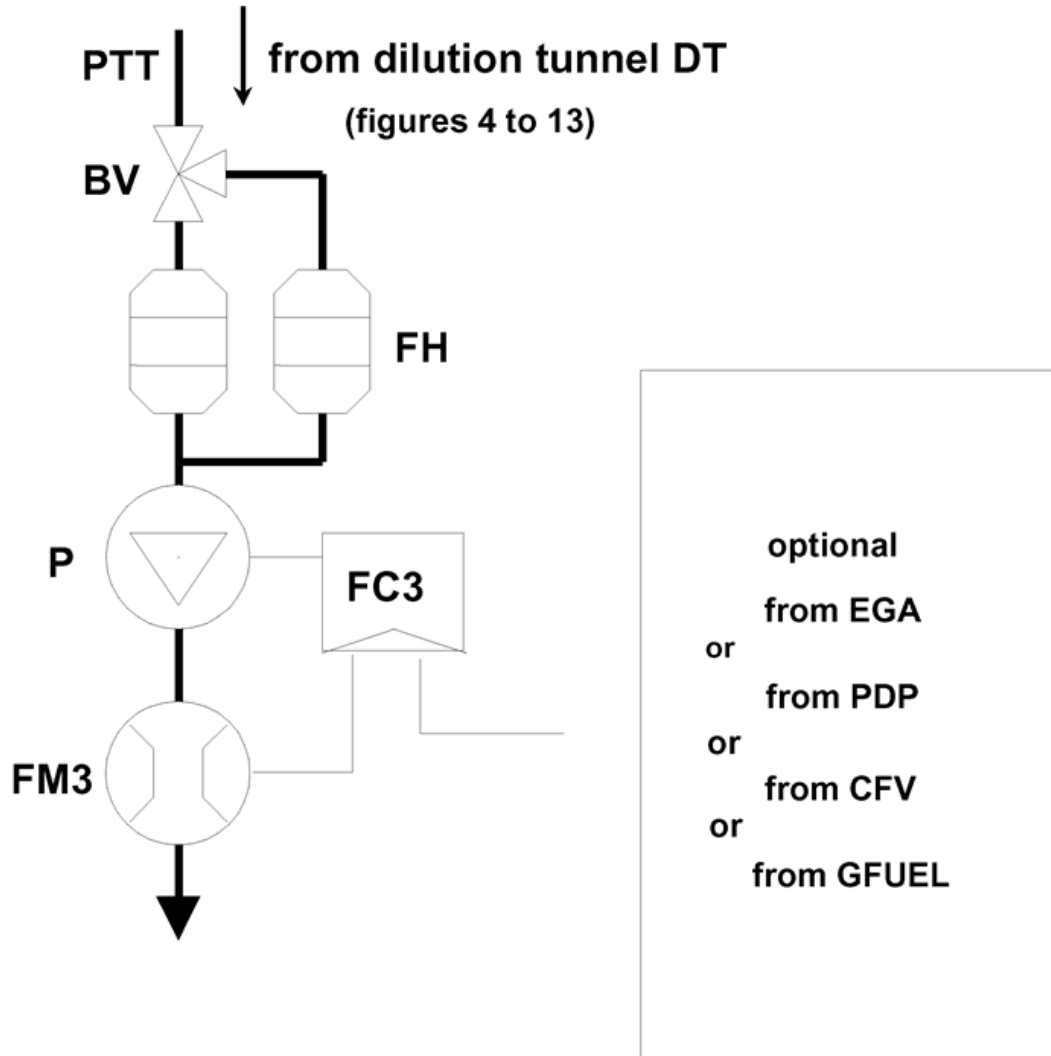 PTT
from dilution tunnel DT
(figures 4 to 13)
BV
FH
P
FC3
FM3
optional
from EGA
or
from PDP
or
from CFV
or
from GFUEL